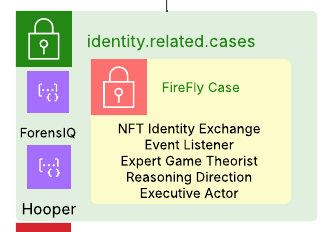 identity.related.cases
FireFly Case
ForensIQ
NFT Identity Exchange
Event Listener
Expert Game Theorist
Reasoning Direction
Executive Actor
Hooper